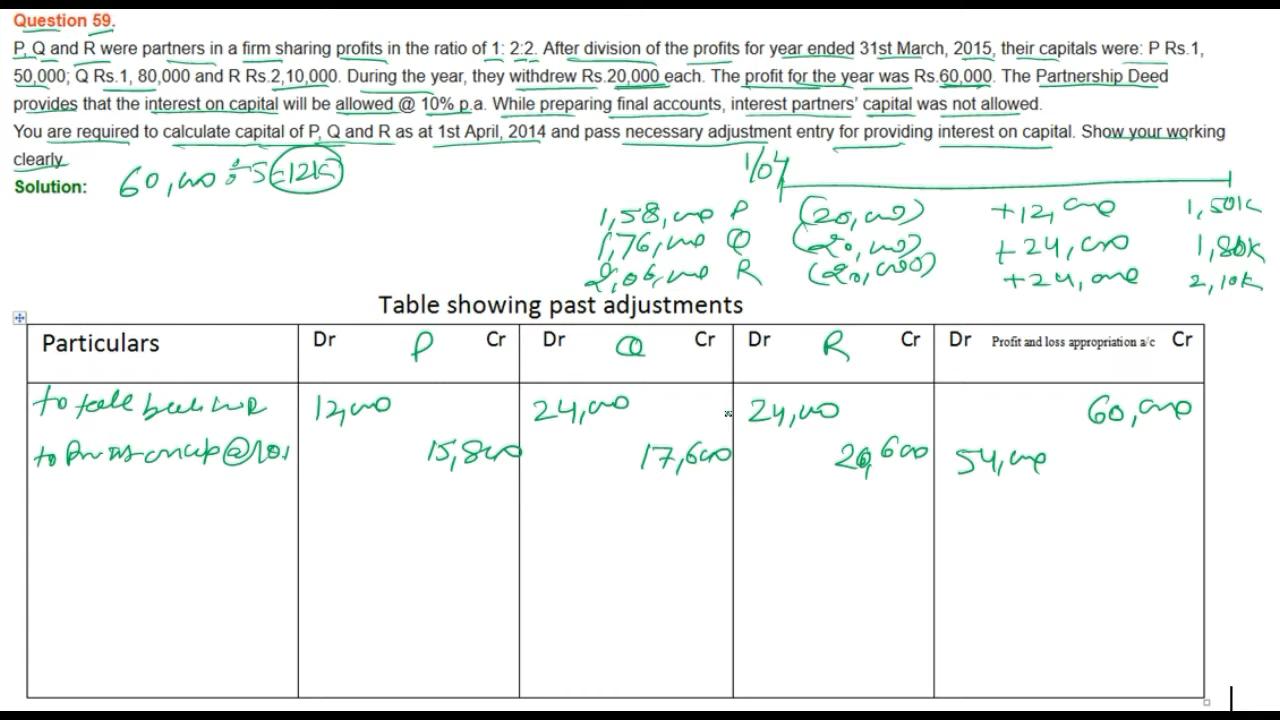 Question 59.
P, Q and R were partners in a firm sharing profits in the ratio of 1: 2:2. After division of the profits for year ended 31st March, 2015, their capitals were: P Rs.1,
50,000; Q Rs.1, 80,000 and R Rs.2,10,000. During the year, they withdrew Rs.20,000 each. The profit for the year was Rs.60,000. The Partnership Deed
provides that the interest on capital will be allowed @ 10% p.a. While preparing final accounts, interest partners' capital was not allowed.
You are required to calculate capital of P, Q and R as at 1st April, 2014 and pass necessary adjustment entry for providing interest on capital. Show your working
clearly
Solution: 60,000 ÷ 5 = 12K
1/04
1,58,000 P (20,000) +12,000 1,50K
1,76,000 Q (20,000) +24,000 1,80K
2,06,000 R (20,000) +24,000 2,10K
Table showing past adjustments
Particulars Dr P Cr Dr Q Cr Dr R Cr Dr Profit and loss appropriation a/c Cr
to 12,000 24,000 24,000 60,000
to @10% 15,800 17,600 20,600 54,000